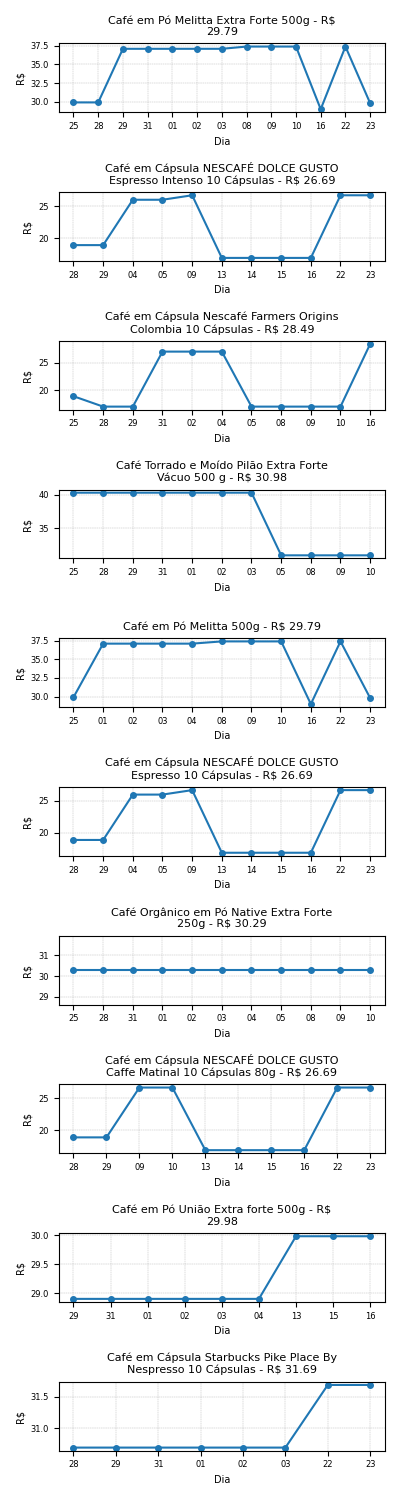 Café em Pó Melitta Extra Forte 500g - R$
29.79
37.5
35.0
32.5
30.0
R$
25 28 29 31 01 02 03 08 09 10 16 22 23
Dia
Café em Cápsula NESCAFÉ DOLCE GUSTO
Espresso Intenso 10 Cápsulas - R$ 26.69
25
20
R$
28 29 04 05 09 13 14 15 16 22 23
Dia
Café em Cápsula Nescafé Farmers Origins
Colombia 10 Cápsulas - R$ 28.49
25
20
R$
25 28 29 31 02 04 05 08 09 10 16
Dia
Café Torrado e Moído Pilão Extra Forte
Vácuo 500 g - R$ 30.98
40
35
R$
25 28 29 31 01 02 03 05 08 09 10
Dia
Café em Pó Melitta 500g - R$ 29.79
37.5
35.0
32.5
30.0
R$
25 01 02 03 04 08 09 10 16 22 23
Dia
Café em Cápsula NESCAFÉ DOLCE GUSTO
Espresso 10 Cápsulas - R$ 26.69
25
20
R$
28 29 04 05 09 13 14 15 16 22 23
Dia
Café Orgânico em Pó Native Extra Forte
250g - R$ 30.29
31
30
29
R$
25 28 31 01 02 03 04 05 08 09 10
Dia
Café em Cápsula NESCAFÉ DOLCE GUSTO
Caffe Matinal 10 Cápsulas 80g - R$ 26.69
25
20
R$
28 29 09 10 13 14 15 16 22 23
Dia
Café em Pó União Extra forte 500g - R$
29.98
30.0
29.5
29.0
R$
29 31 01 02 03 04 13 15 16
Dia
Café em Cápsula Starbucks Pike Place By
Nespresso 10 Cápsulas - R$ 31.69
31.5
31.0
R$
28 29 31 01 02 03 22 23
Dia